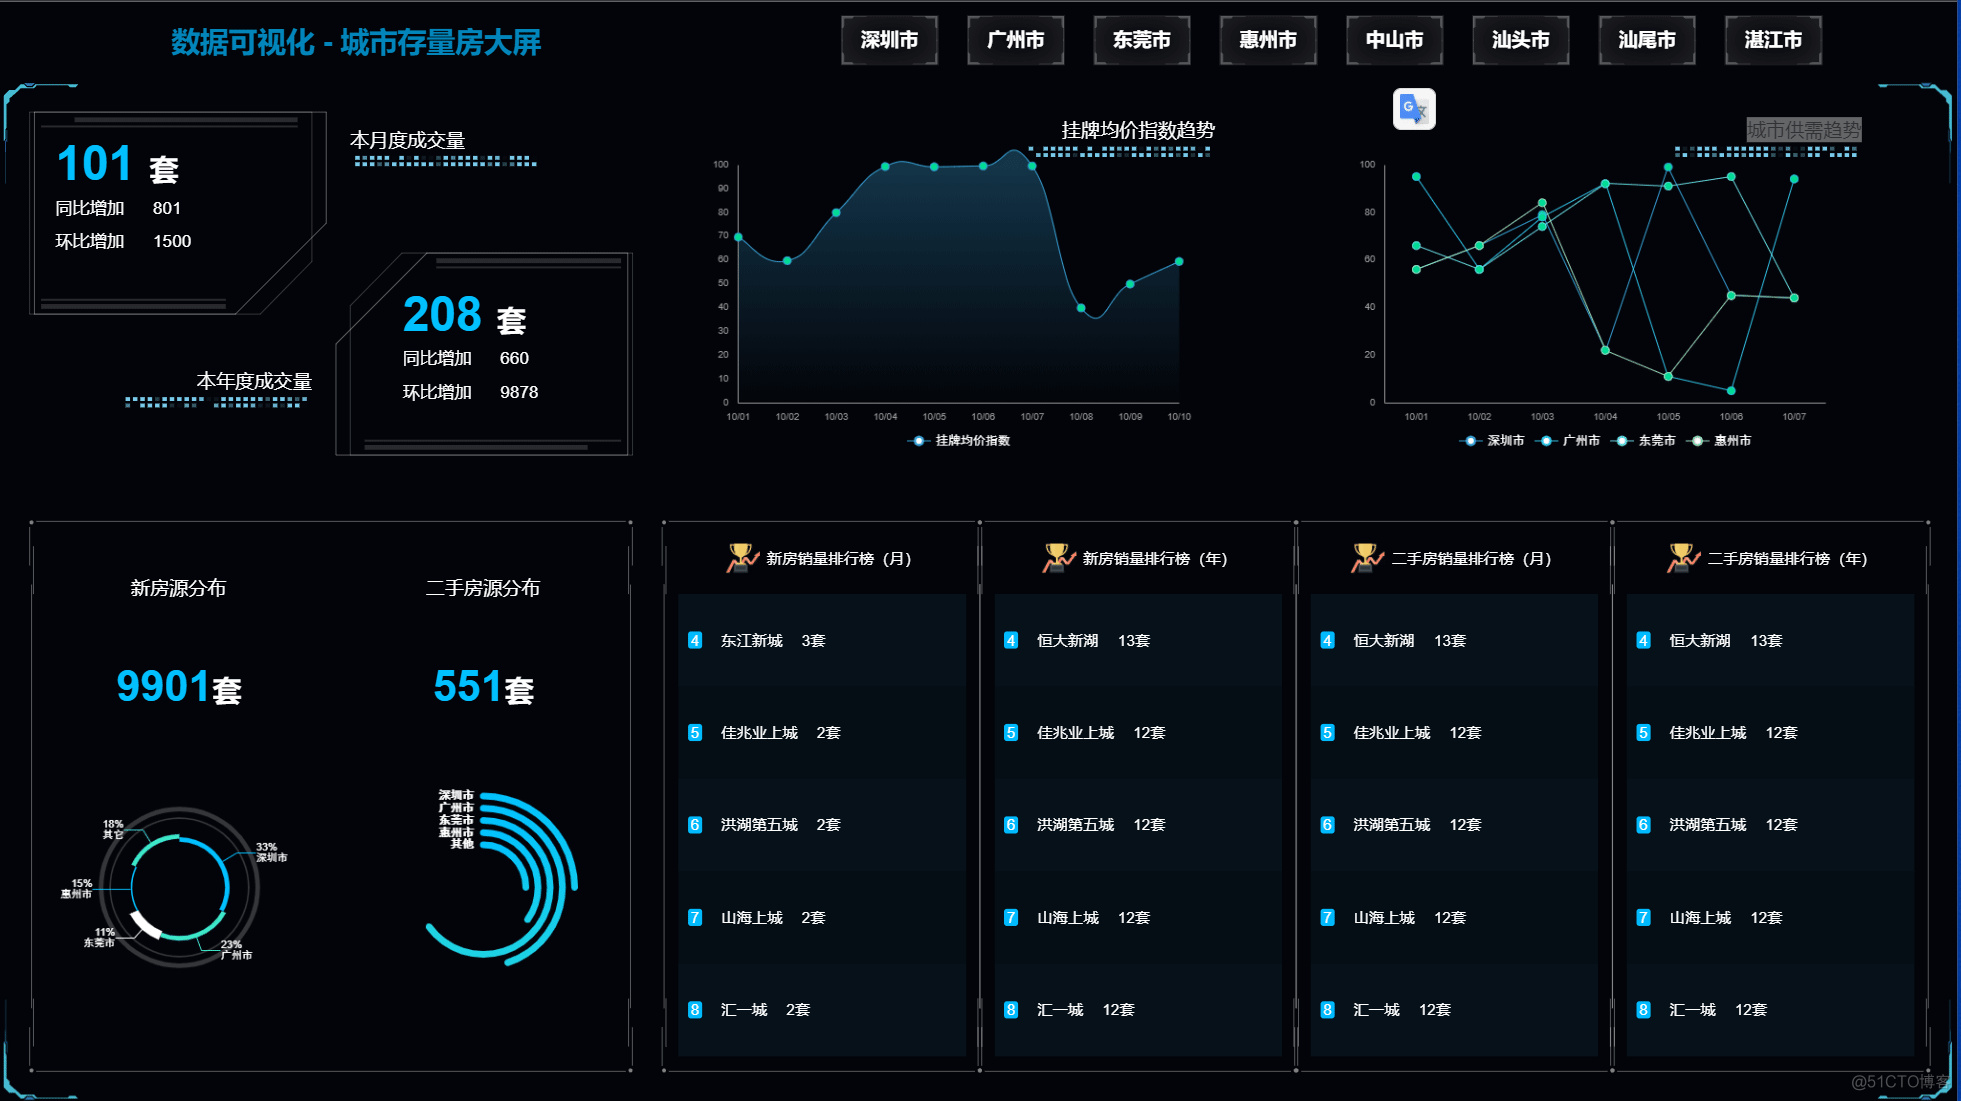 数据可视化 - 城市存量房大屏
深圳市
广州市
东莞市
惠州市
中山市
汕头市
汕尾市
湛江市
101 套
同比增加 801
环比增加 1500
本月度成交量
208 套
同比增加 660
环比增加 9878
本年度成交量
挂牌均价指数趋势
100
90
80
70
60
50
40
30
20
10
0
10/01 10/02 10/03 10/04 10/05 10/06 10/07 10/08 10/09 10/10
挂牌均价指数
G 文
城市供需趋势
100
80
60
40
20
0
10/01 10/02 10/03 10/04 10/05 10/06 10/07
深圳市 广州市 东莞市 惠州市
新房源分布
9901套
18%
其它
33%
深圳市
15%
惠州市
11%
东莞市
23%
广州市
二手房源分布
551套
深圳市
广州市
东莞市
惠州市
其他
新房销量排行榜（月）
4 东江新城 3套
5 佳兆业上城 2套
6 洪湖第五城 2套
7 山海上城 2套
8 汇一城 2套
新房销量排行榜（年）
4 恒大新湖 13套
5 佳兆业上城 12套
6 洪湖第五城 12套
7 山海上城 12套
8 汇一城 12套
二手房销量排行榜（月）
4 恒大新湖 13套
5 佳兆业上城 12套
6 洪湖第五城 12套
7 山海上城 12套
8 汇一城 12套
二手房销量排行榜（年）
4 恒大新湖 13套
5 佳兆业上城 12套
6 洪湖第五城 12套
7 山海上城 12套
8 汇一城 12套
@51CTO博客